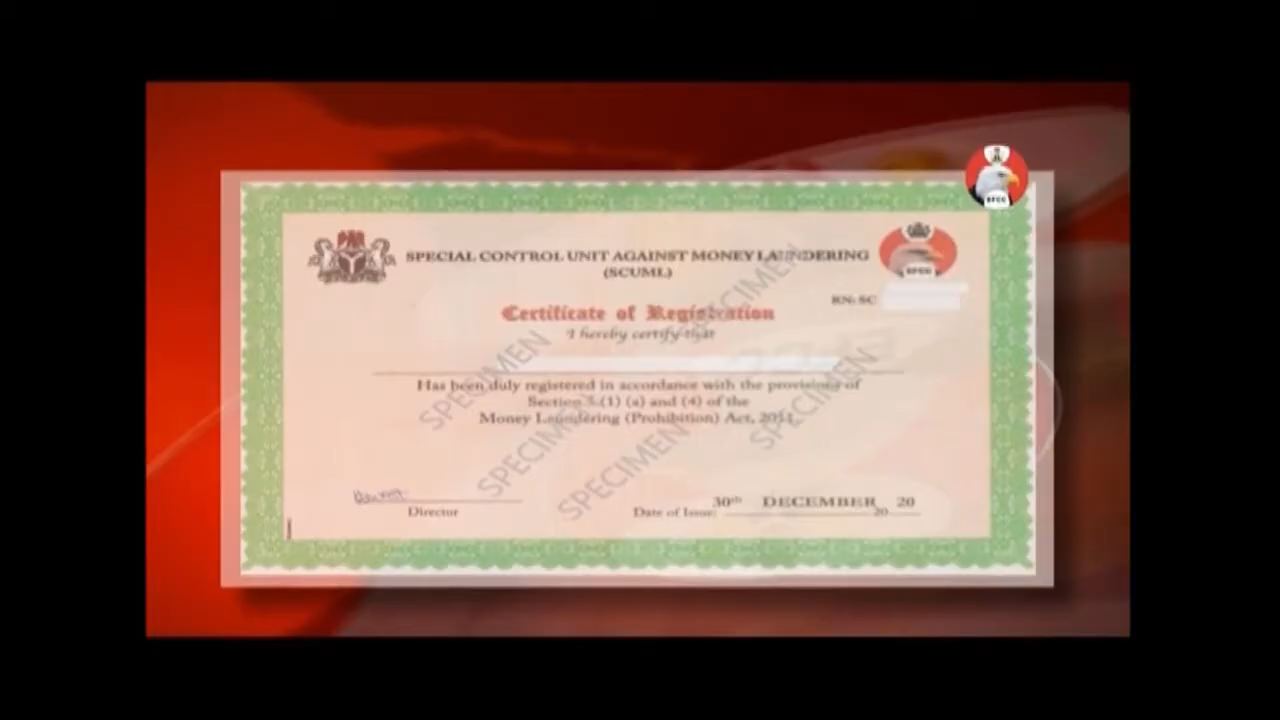 EFCC
SPECIAL CONTROL UNIT AGAINST MONEY LAUNDERING
(SCUML)
EFCC
RN: SC
Certificate of Registration
I hereby certify that
Has been duly registered in accordance with the provisions of
Section 5 (1) (a) and (4) of the
Money Laundering (Prohibition) Act, 2011
SPECIMEN
SPECIMEN
SPECIMEN
SPECIMEN
SPECIMEN
30th DECEMBER 20
Director
Date of Issue: 20